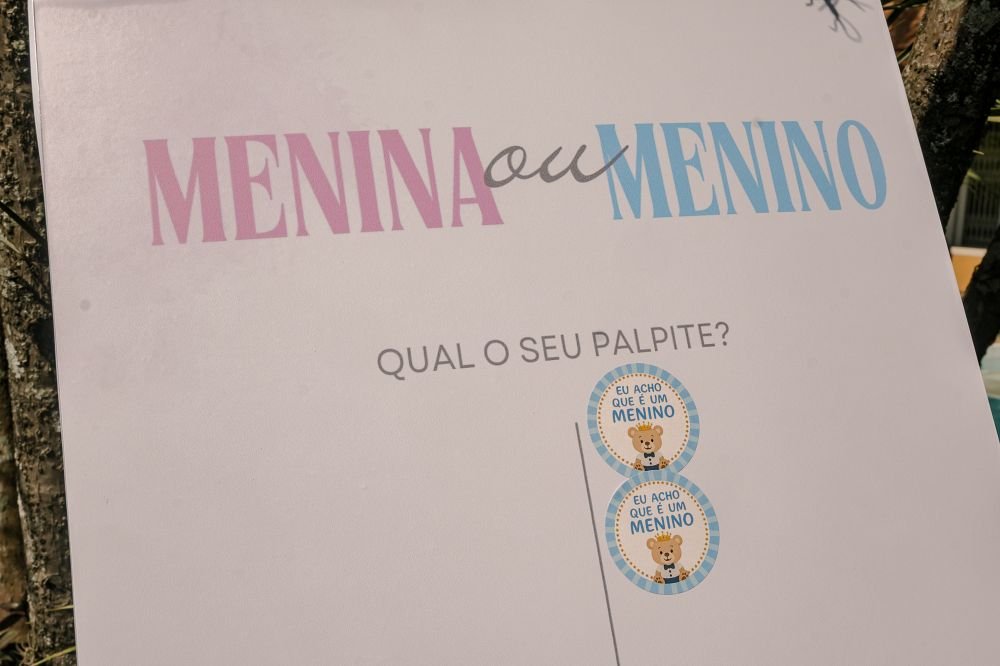 MENINA ou MENINO
QUAL O SEU PALPITE?
EU ACHO
QUE É UM
MENINO
EU ACHO
QUE É UM
MENINO